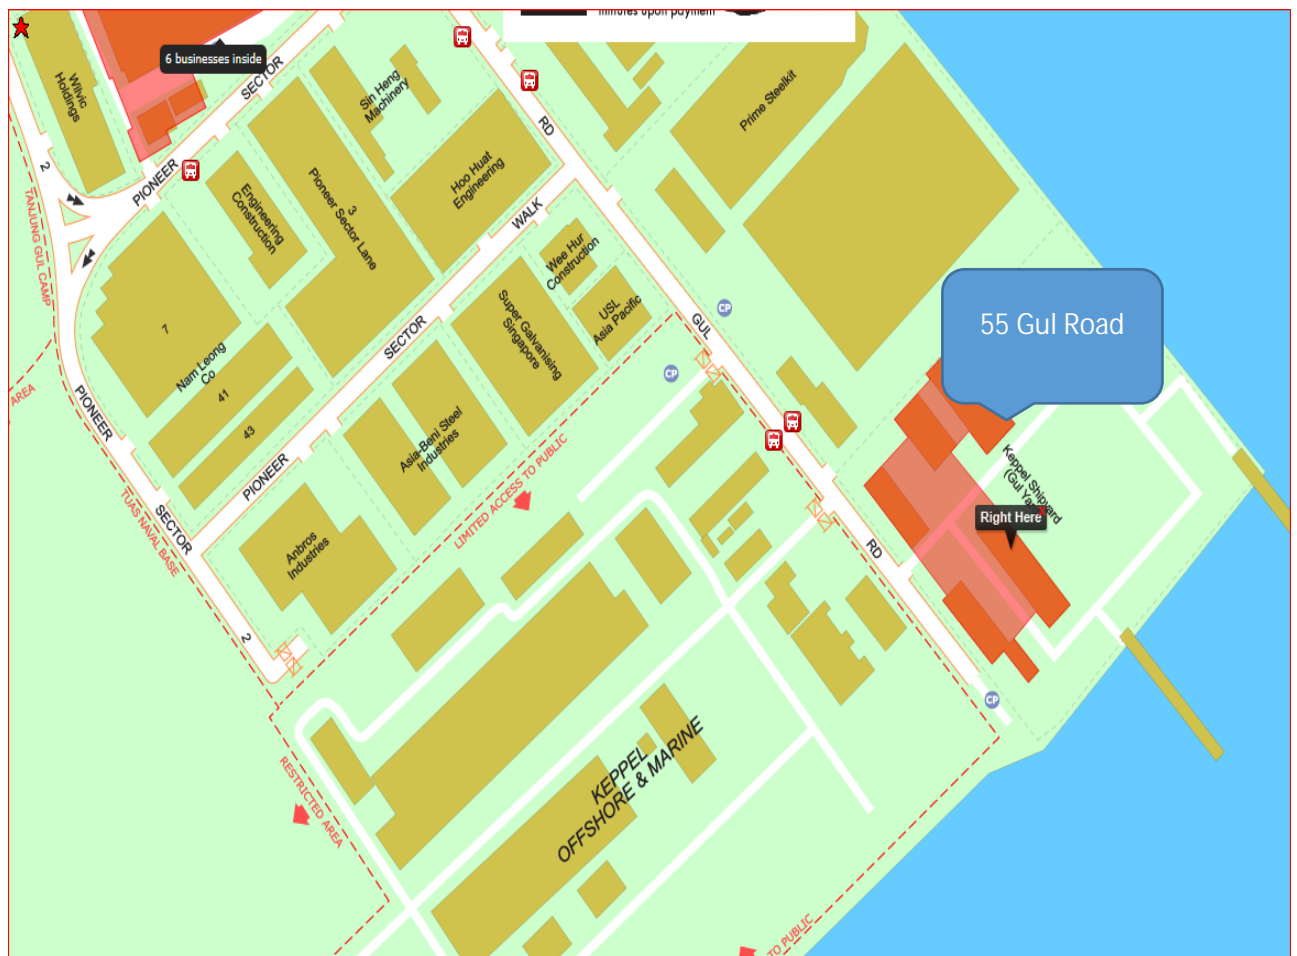 minutes upon payment
6 businesses inside
SECTOR
Wilvic
Holdings
Sin Heng
Machinery
RD
Prime Steelkit
2
PIONEER
TANJUNG GUL CAMP
Engineering
Construction
3
Pioneer Sector Lane
Hoo Huat
Engineering
WALK
Wee Hur
Construction
USL
Asia Pacific
Super Galvanising
Singapore
CP
GUL
55 Gul Road
7
Nam Leong
Co
41
43
SECTOR
CP
AREA
PIONEER
Asia-Beni Steel
Industries
PIONEER
LIMITED ACCESS TO PUBLIC
Keppel Shipyard
(Gul
Right Here
TUAS NAVAL BASE
SECTOR
Anbros
Industries
RD
2
CP
RESTRICTED AREA
KEPPEL
OFFSHORE & MARINE
TO PUBLIC